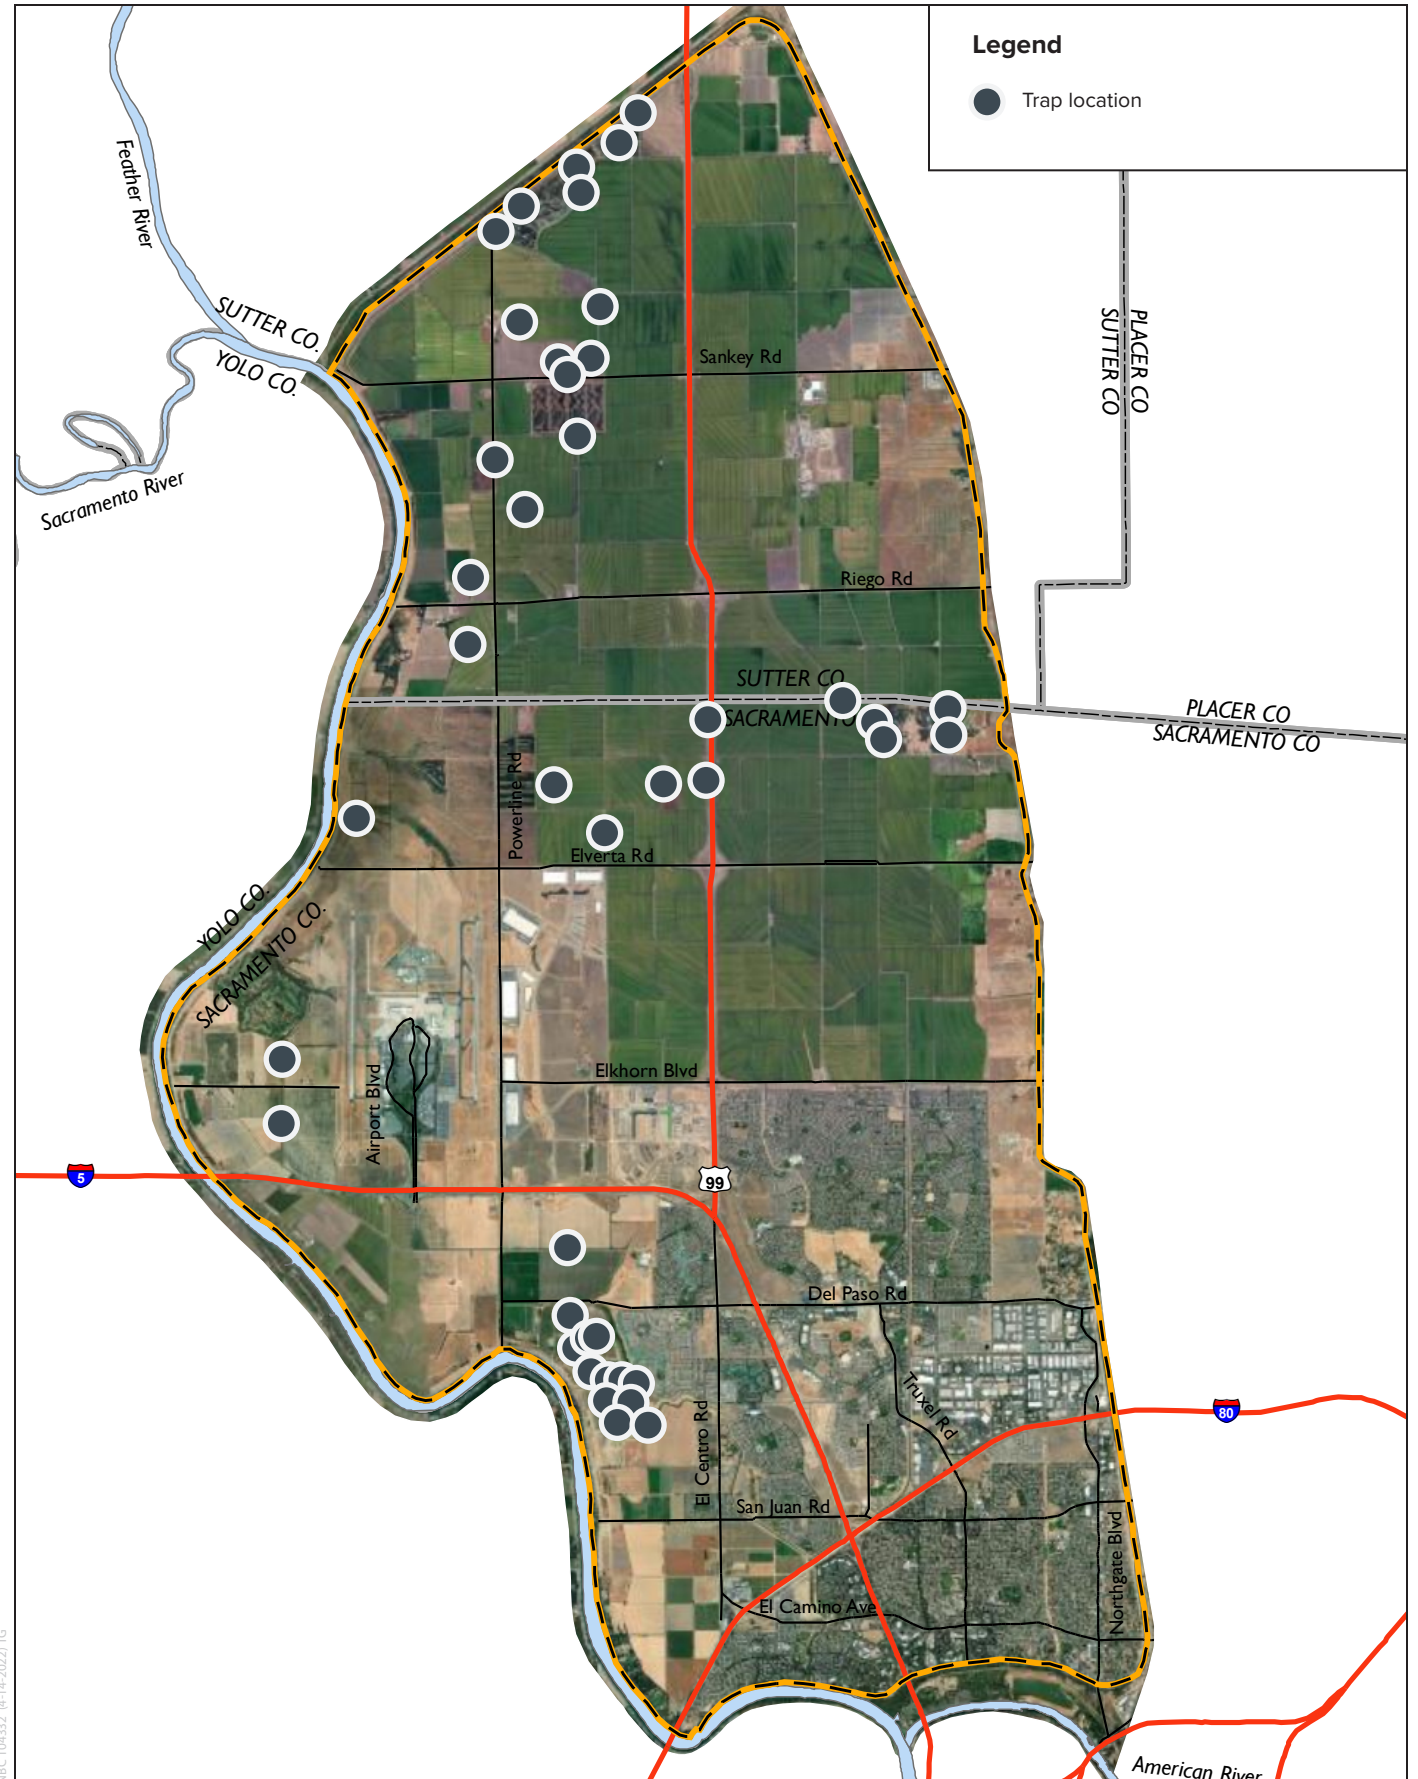 Legend
Trap location
Feather River
SUTTER CO.
YOLO CO.
Sacramento River
Sankey Rd
PLACER CO
SUTTER CO
Riego Rd
SUTTER CO
SACRAMENTO
PLACER CO
SACRAMENTO CO
Powerline Rd
Elverta Rd
YOLO CO.
SACRAMENTO CO.
Airport Blvd
Elkhorn Blvd
5
99
Del Paso Rd
Truxel Rd
80
El Centro Rd
San Juan Rd
Northgate Blvd
El Camino Ave
American River